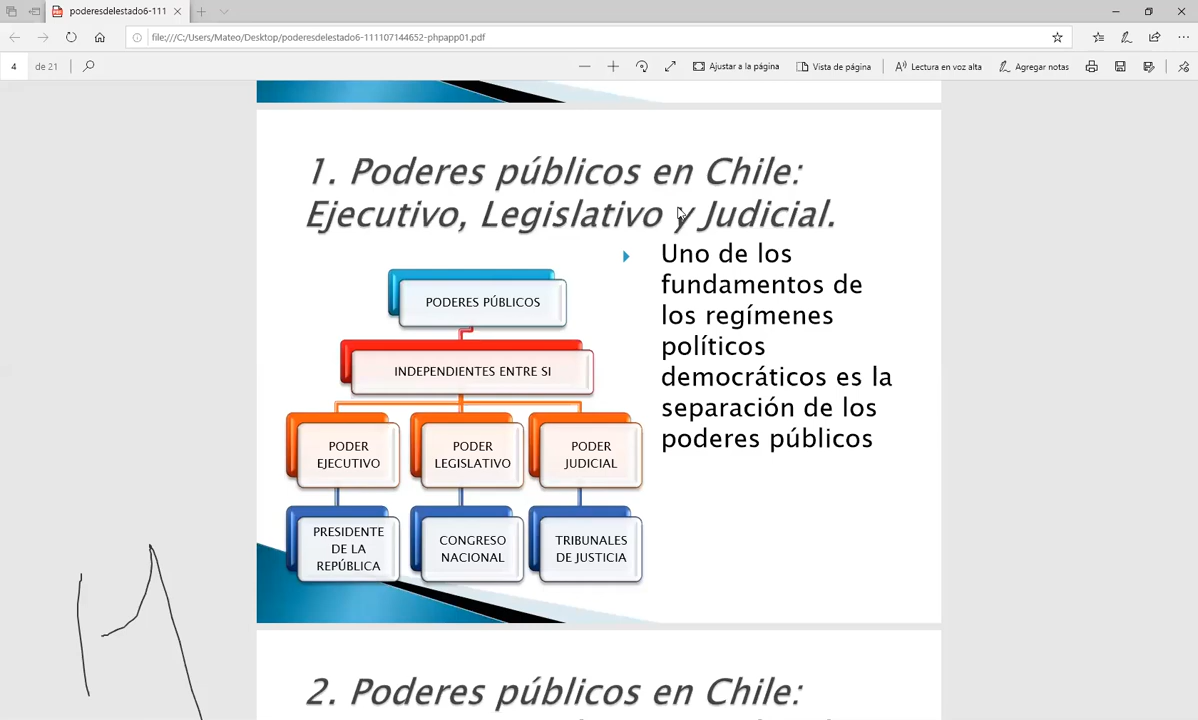 poderesdelestado6-111
file:///C:/Users/Mateo/Desktop/poderesdelestado6-111107144652-phpapp01.pdf
4 de 21
Ajustar a la página
Vista de página
Lectura en voz alta
Agregar notas
1. Poderes públicos en Chile:
Ejecutivo, Legislativo y Judicial.
PODERES PÚBLICOS
INDEPENDIENTES ENTRE SI
PODER
EJECUTIVO
PODER
LEGISLATIVO
PODER
JUDICIAL
PRESIDENTE
DE LA
REPÚBLICA
CONGRESO
NACIONAL
TRIBUNALES
DE JUSTICIA
Uno de los
fundamentos de
los regímenes
políticos
democráticos es la
separación de los
poderes públicos
2. Poderes públicos en Chile: